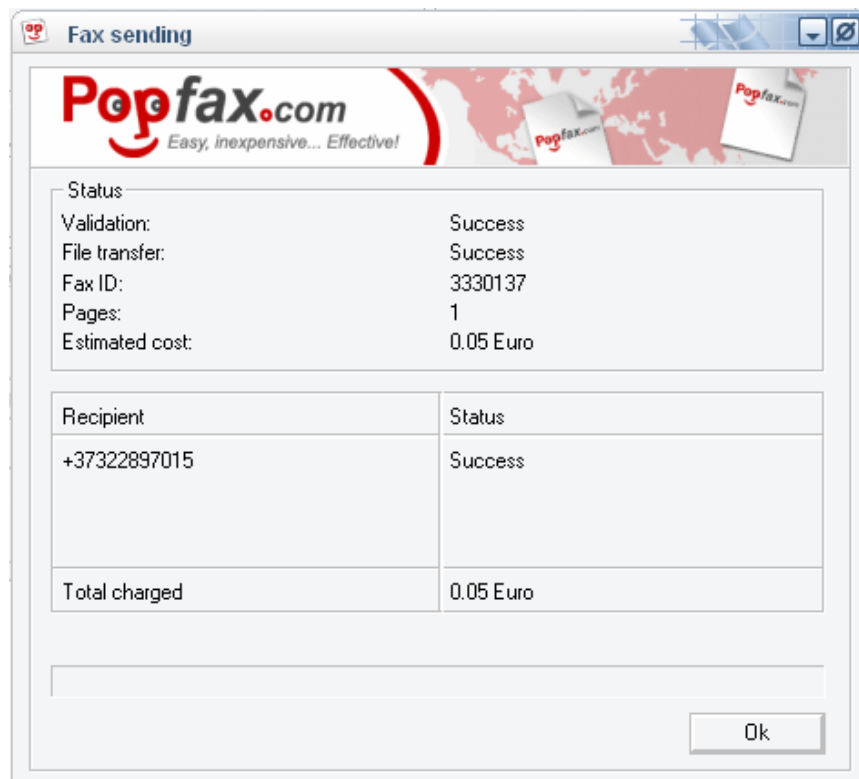 Fax sending
Popfax.com
Easy, inexpensive... Effective!
Popfax.com
Popfax.com
Status
Validation: Success
File transfer: Success
Fax ID: 3330137
Pages: 1
Estimated cost: 0.05 Euro
Recipient Status
+37322897015 Success
Total charged 0.05 Euro
Ok